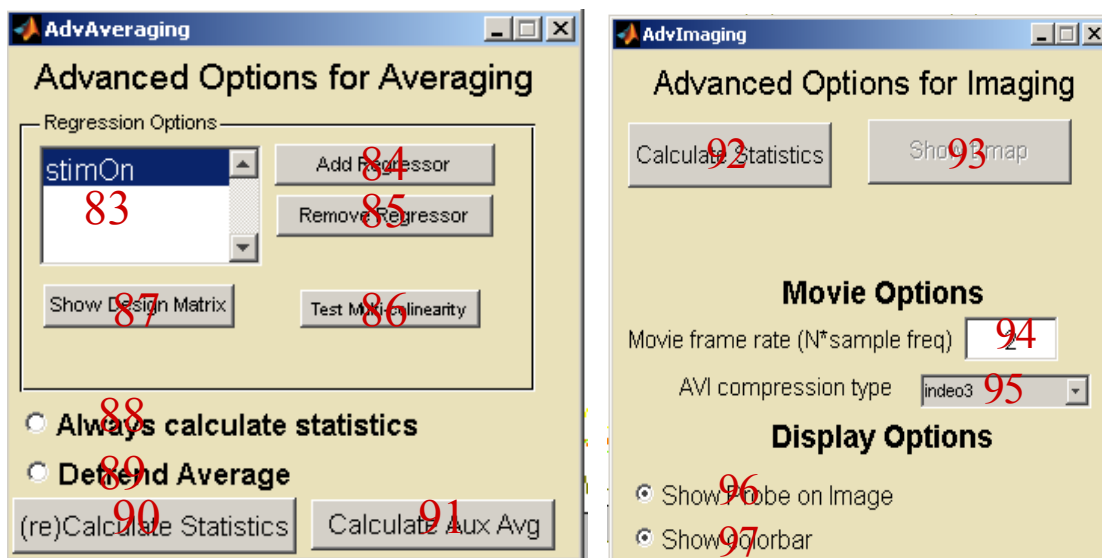 AdvAveraging
Advanced Options for Averaging
Regression Options
stimOn
83
Add Regressor
84
Remove Regressor
85
Show Design Matrix
87
Test Multi-colinearity
86
88
Always calculate statistics
89
Detrend Average
(re)Calculate Statistics
90
Calculate Aux Avg
91
AdvImaging
Advanced Options for Imaging
Calculate Statistics
92
Show map
93
Movie Options
Movie frame rate (N*sample freq)
2
94
AVI compression type
indeo3
95
Display Options
Show Probe on Image
96
Show colorbar
97